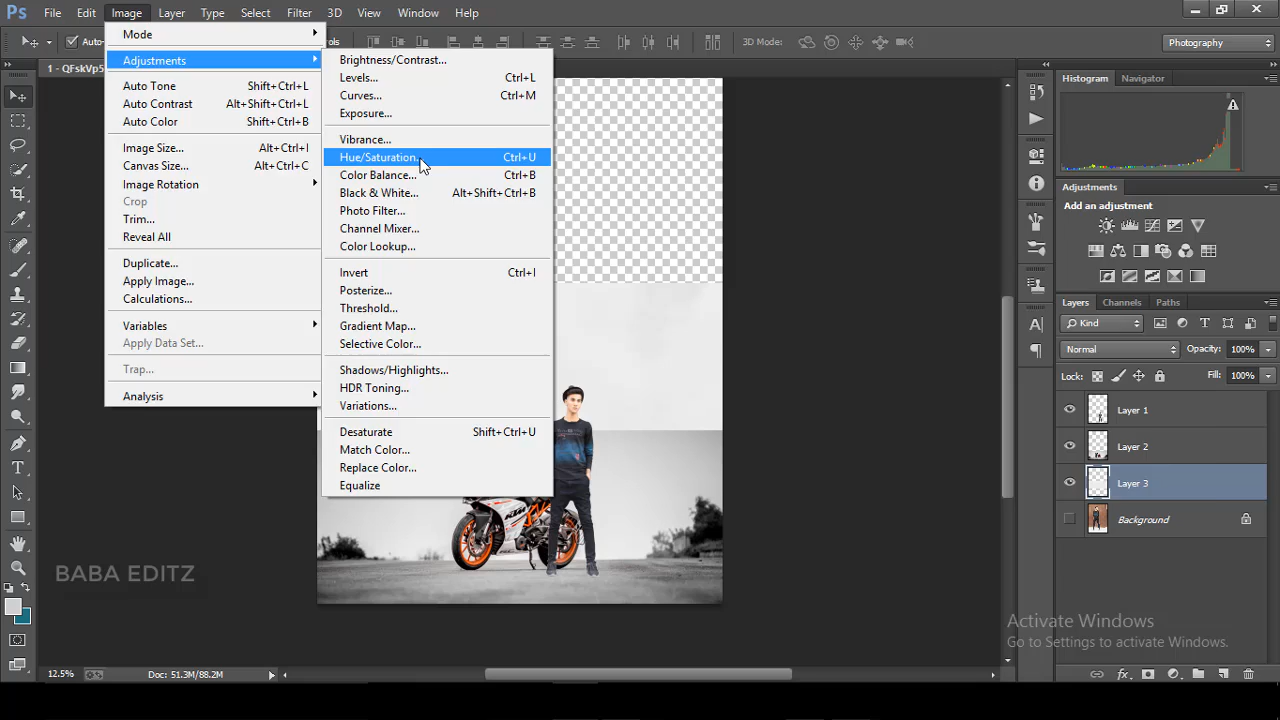 Ps File Edit Image Layer Type Select Filter 3D View Window Help
Auto- 3D Mode: Photography
1 - QFskVp5
Mode
Adjustments
Auto Tone Shift+Ctrl+L
Auto Contrast Alt+Shift+Ctrl+L
Auto Color Shift+Ctrl+B
Image Size... Alt+Ctrl+I
Canvas Size... Alt+Ctrl+C
Image Rotation
Crop
Trim...
Reveal All
Duplicate...
Apply Image...
Calculations...
Variables
Apply Data Set...
Trap...
Analysis
Brightness/Contrast...
Levels... Ctrl+L
Curves... Ctrl+M
Exposure...
Vibrance...
Hue/Saturation... Ctrl+U
Color Balance... Ctrl+B
Black & White... Alt+Shift+Ctrl+B
Photo Filter...
Channel Mixer...
Color Lookup...
Invert Ctrl+I
Posterize...
Threshold...
Gradient Map...
Selective Color...
Shadows/Highlights...
HDR Toning...
Variations...
Desaturate Shift+Ctrl+U
Match Color...
Replace Color...
Equalize
Histogram Navigator
Adjustments
Add an adjustment
Layers Channels Paths
Kind
Normal Opacity: 100%
Lock: Fill: 100%
Layer 1
Layer 2
Layer 3
Background
KTM
BABA EDITZ
Activate Windows
Go to Settings to activate Windows.
12.5% Doc: 51.3M/88.2M